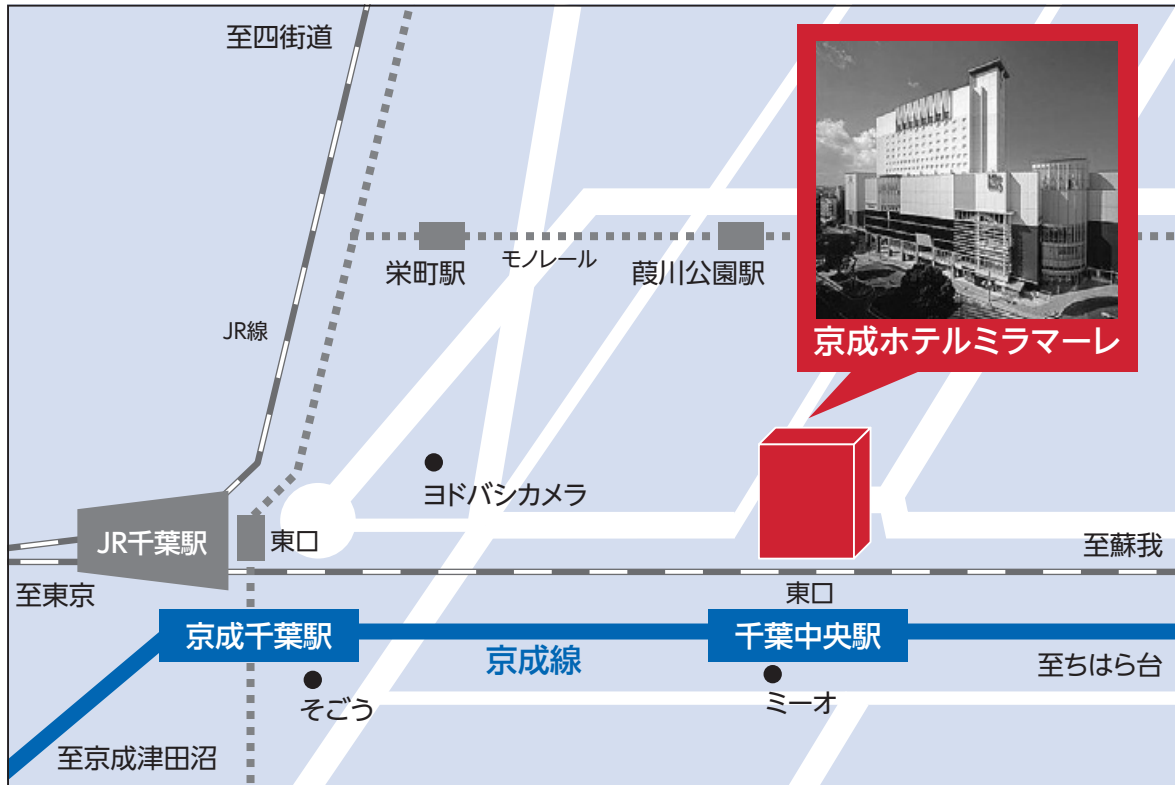 至四街道
栄町駅
モノレール
葭川公園駅
京成ホテルミラマーレ
JR線
ヨドバシカメラ
JR千葉駅
東口
至蘇我
至東京
東口
京成千葉駅
京成線
千葉中央駅
至ちはら台
そごう
ミーオ
至京成津田沼